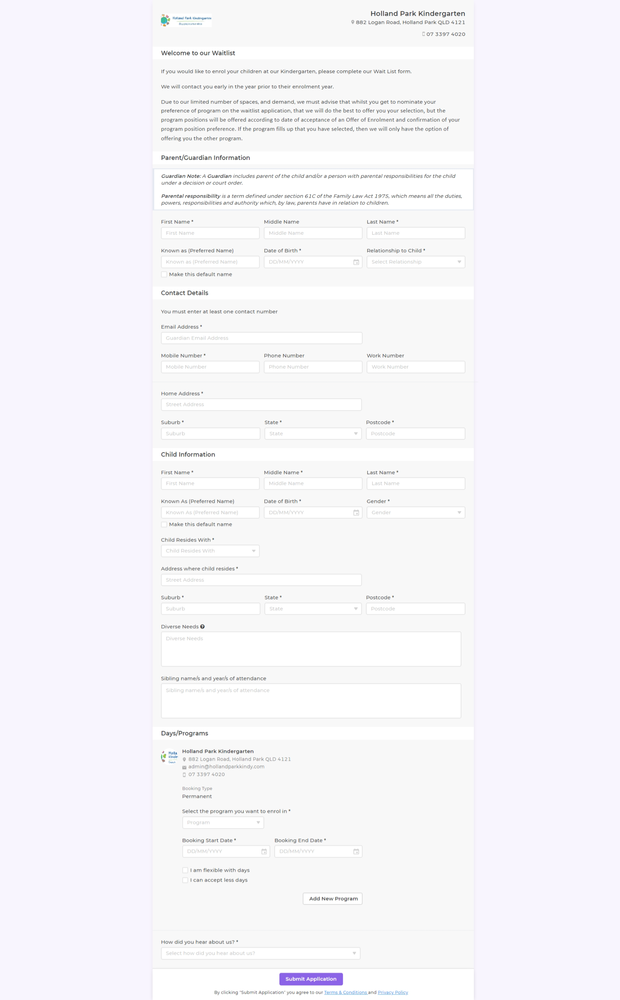 Holland Park Kindergarten
Holland Park Kindergarten
882 Logan Road, Holland Park QLD 4121
07 3397 4020
Welcome to our Waitlist
If you would like to enrol your children at our Kindergarten, please complete our Wait List form.
We will contact you early in the year prior to their enrolment year.
Due to our limited number of spaces, and demand, we must advise that whilst you get to nominate your
preference of program on the waitlist application, that we will do the best to offer you your selection, but the
program positions will be offered according to date of acceptance of an Offer of Enrolment and confirmation of your
program position preference. If the program fills up that you have selected, then we will only have the option of
offering you the other program.
Parent/Guardian Information
Guardian Note: A Guardian includes parent of the child and/or a person with parental responsibilities for the child
under a decision or court order.
Parental responsibility is a term defined under section 61C of the Family Law Act 1975, which means all the duties,
powers, responsibilities and authority which, by law, parents have in relation to children.
First Name * Middle Name Last Name *
First Name Middle Name Last Name
Known as (Preferred Name) Date of Birth * Relationship to Child *
Known as (Preferred Name) DD/MM/YYYY Select Relationship
Make this default name
Contact Details
You must enter at least one contact number
Email Address *
Guardian Email Address
Mobile Number * Phone Number Work Number
Mobile Number Phone Number Work Number
Home Address *
Street Address
Suburb * State * Postcode *
Suburb State Postcode
Child Information
First Name * Middle Name * Last Name *
First Name Middle Name Last Name
Known As (Preferred Name) Date of Birth * Gender *
Known As (Preferred Name) DD/MM/YYYY Gender
Make this default name
Child Resides With *
Child Resides With
Address where child resides *
Street Address
Suburb * State * Postcode *
Suburb State Postcode
Diverse Needs ?
Diverse Needs
Sibling name/s and year/s of attendance
Sibling name/s and year/s of attendance
Days/Programs
Holla
Kinde
Holland Park Kindergarten
882 Logan Road, Holland Park QLD 4121
admin@hollandparkkindy.com
07 3397 4020
Booking Type
Permanent
Select the program you want to enrol in *
Program
Booking Start Date * Booking End Date *
DD/MM/YYYY DD/MM/YYYY
I am flexible with days
I can accept less days
Add New Program
How did you hear about us? *
Select how did you hear about us?
Submit Application
By clicking "Submit Application" you agree to our Terms & Conditions and Privacy Policy